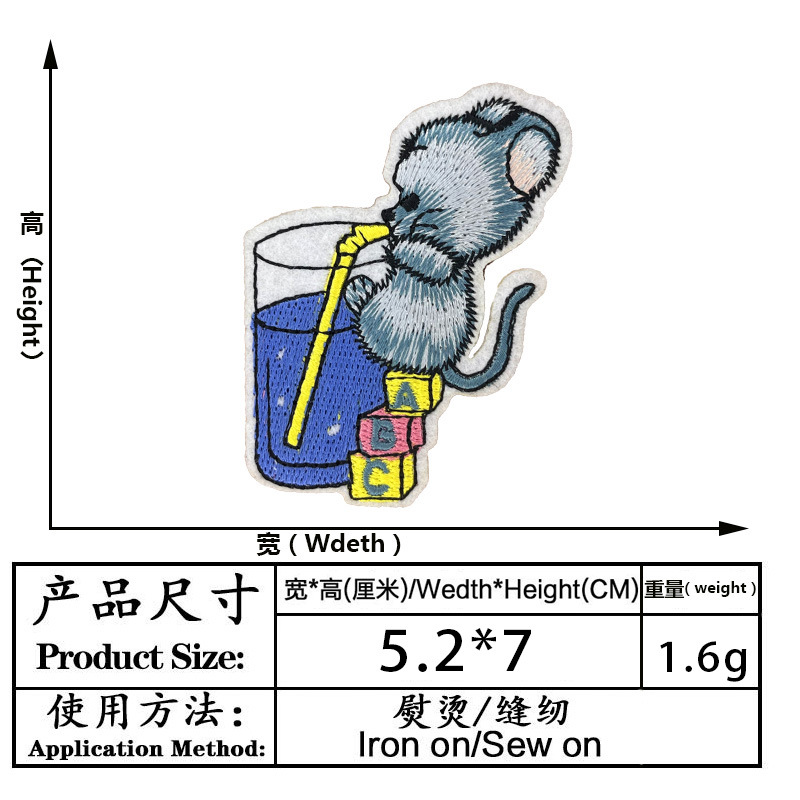 高（Height）
A
B
C
宽（Wdeth）
产品尺寸
Product Size:
宽*高(厘米)/Wedth*Height(CM)
5.2*7
重量( weight )
1.6g
使用方法：
Application Method:
熨烫/缝纫
Iron on/Sew on